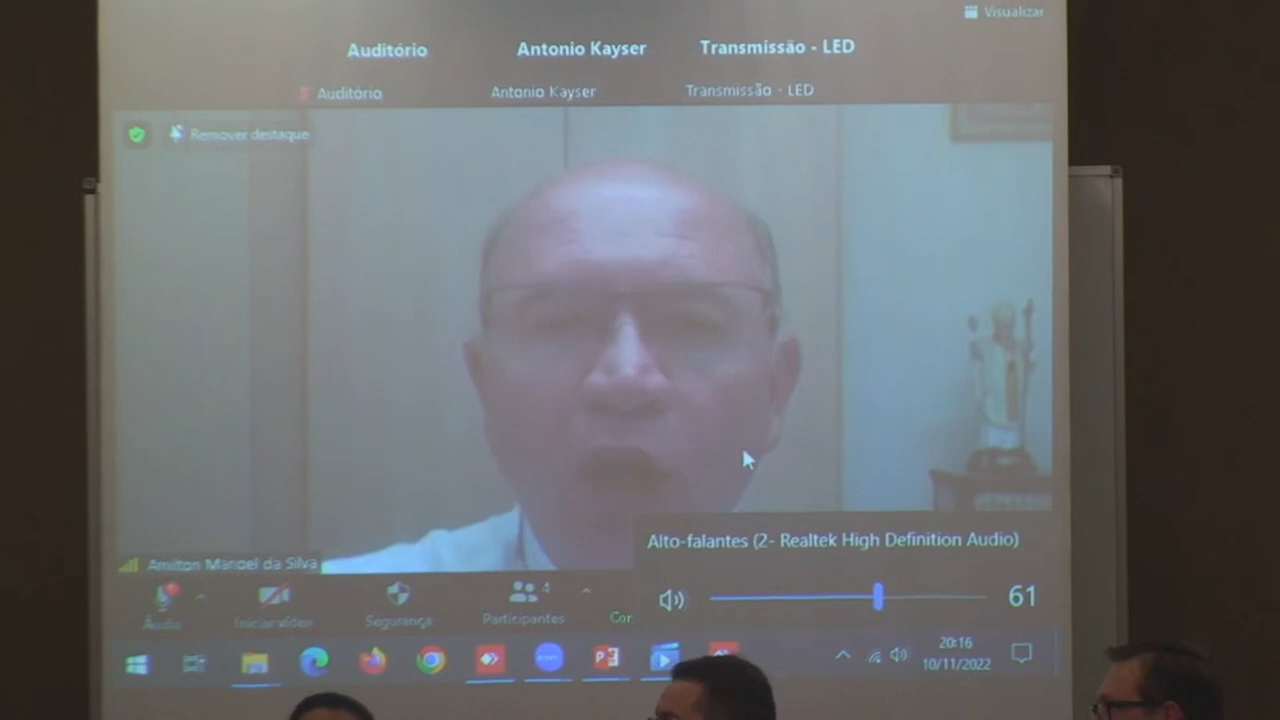 Visualizar
Auditório Antonio Kayser Transmissão - LED
Auditório Antonio Kayser Transmissão - LED
Remover destaque
Alto-falantes (2- Realtek High Definition Audio)
Amilton Manoel da Silva
61
4
Áudio Iniciar vídeo Segurança Participantes Cor
20:16
10/11/2022